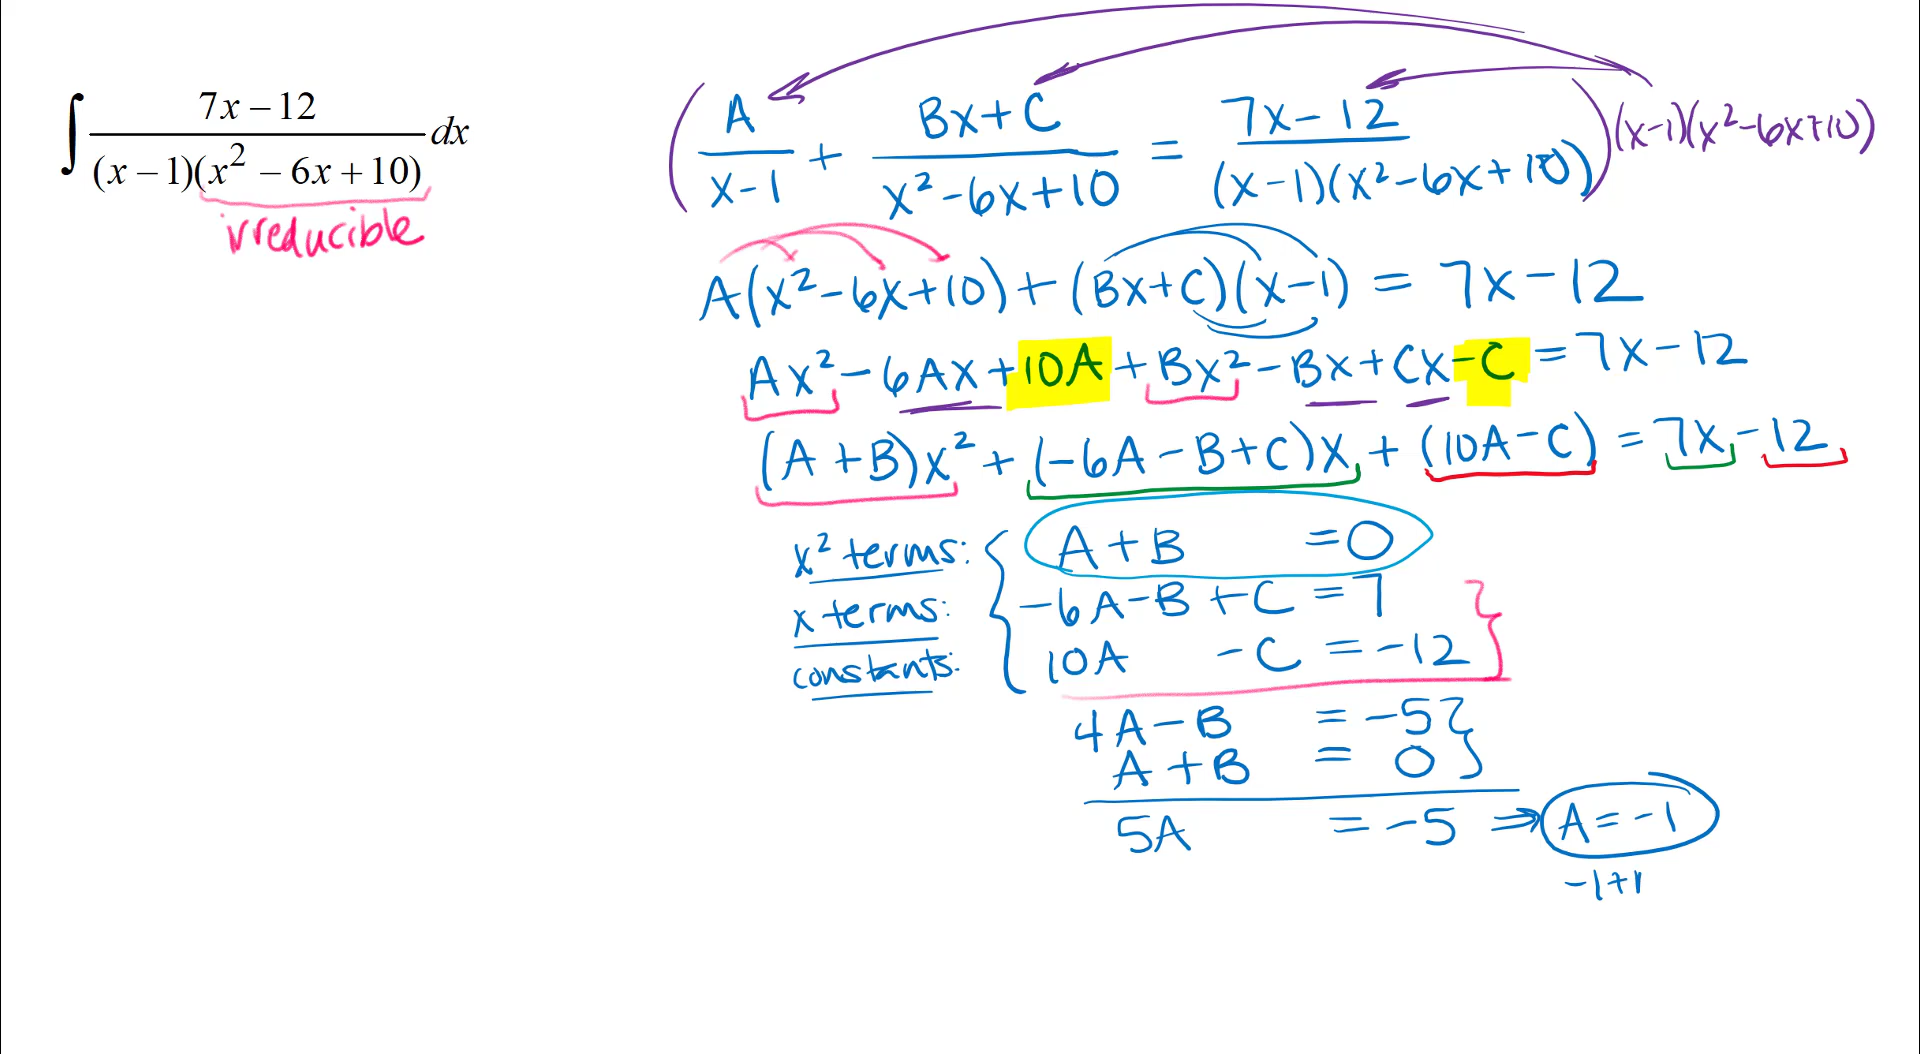 ∫ (7x − 12) / ((x − 1)(x² − 6x + 10)) dx
irreducible
( A/(x-1) + (Bx+C)/(x²-6x+10) = (7x-12)/((x-1)(x²-6x+10)) ) (x-1)(x²-6x+10)
A(x²-6x+10) + (Bx+C)(x-1) = 7x-12
Ax² - 6Ax + 10A + Bx² - Bx + Cx - C = 7x-12
(A+B)x² + (-6A-B+C)x + (10A-C) = 7x-12
x² terms: { A+B =0
x terms: -6A-B+C=7 }
constants: 10A -C = -12
4A-B = -5 }
A+B = 0
5A = -5 ⇒ A=-1
-1+1